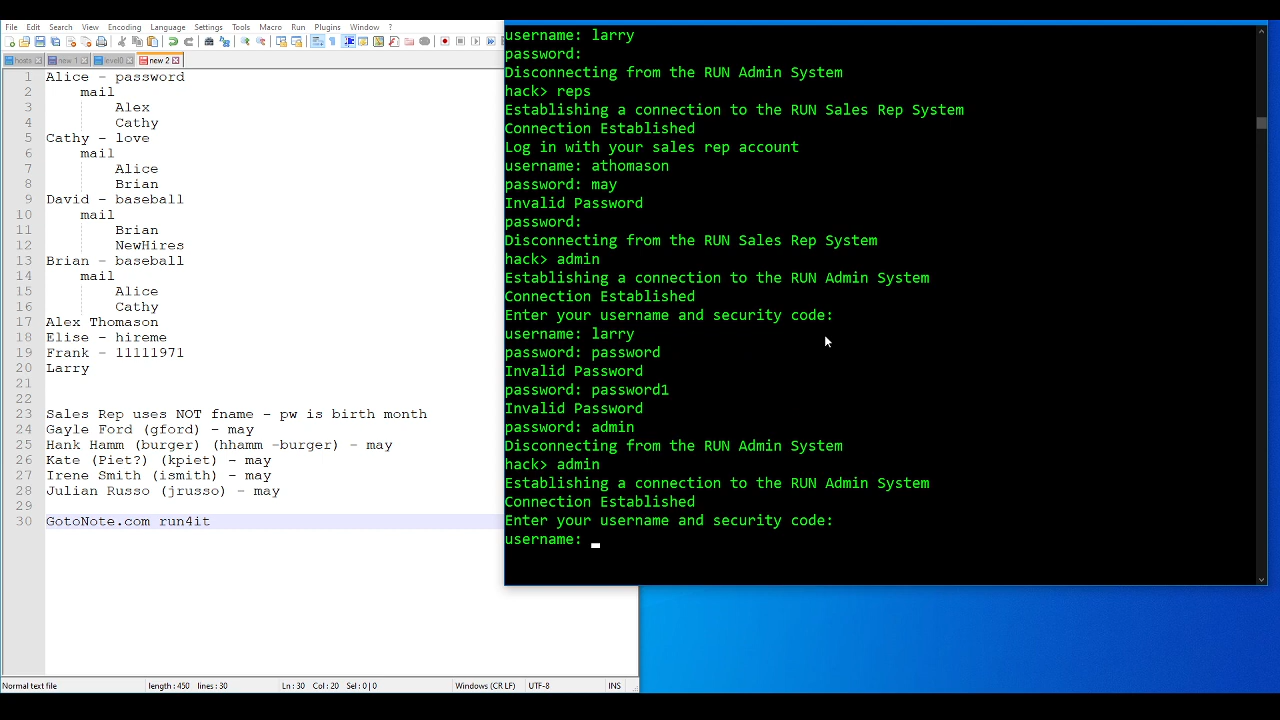 File Edit Search View Encoding Language Settings Tools Macro Run Plugins Window ?
hosts new 1 level0 new 2
1 Alice - password
2 mail
3 Alex
4 Cathy
5 Cathy - love
6 mail
7 Alice
8 Brian
9 David - baseball
10 mail
11 Brian
12 NewHires
13 Brian - baseball
14 mail
15 Alice
16 Cathy
17 Alex Thomason
18 Elise - hireme
19 Frank - 11111971
20 Larry
21
22
23 Sales Rep uses NOT fname - pw is birth month
24 Gayle Ford (gford) - may
25 Hank Hamm (burger) (hhamm -burger) - may
26 Kate (Piet?) (kpiet) - may
27 Irene Smith (ismith) - may
28 Julian Russo (jrusso) - may
29
30 GotoNote.com run4it
Normal text file length : 450 lines : 30 Ln : 30 Col : 20 Sel : 0 | 0 Windows (CR LF) UTF-8 INS
username: larry
password:
Disconnecting from the RUN Admin System
hack> reps
Establishing a connection to the RUN Sales Rep System
Connection Established
Log in with your sales rep account
username: athomason
password: may
Invalid Password
password:
Disconnecting from the RUN Sales Rep System
hack> admin
Establishing a connection to the RUN Admin System
Connection Established
Enter your username and security code:
username: larry
password: password
Invalid Password
password: password1
Invalid Password
password: admin
Disconnecting from the RUN Admin System
hack> admin
Establishing a connection to the RUN Admin System
Connection Established
Enter your username and security code:
username: